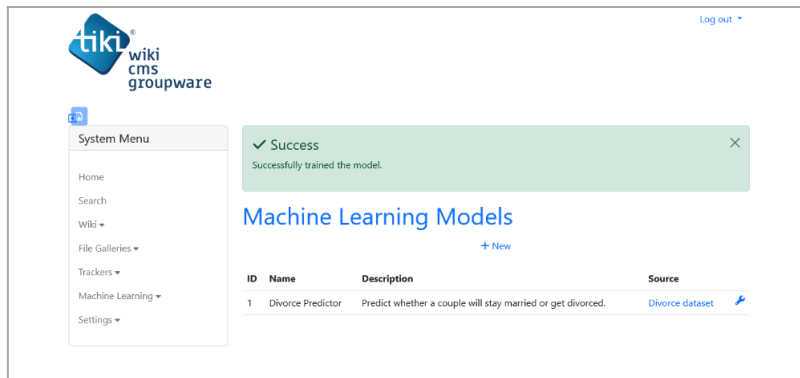 Log out
tiki
wiki
cms
groupware
System Menu
Home
Search
Wiki
File Galleries
Trackers
Machine Learning
Settings
Success
Successfully trained the model.
Machine Learning Models
+ New
ID Name Description Source
1 Divorce Predictor Predict whether a couple will stay married or get divorced. Divorce dataset